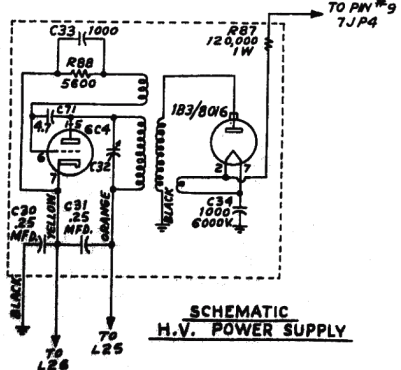 TO PIN #9
7JP4
C33 1000
R87
120,000
1W
R88
5600
C71
4.7
1,5
6C4
6
7
C32
1B3/8016
2
7
C30
.25
MFD.
YELLOW
C31
.25
MFD.
ORANGE
BLACK
C34
1000
6000V.
BLACK
TO
L26
TO
L25
SCHEMATIC
H.V. POWER SUPPLY